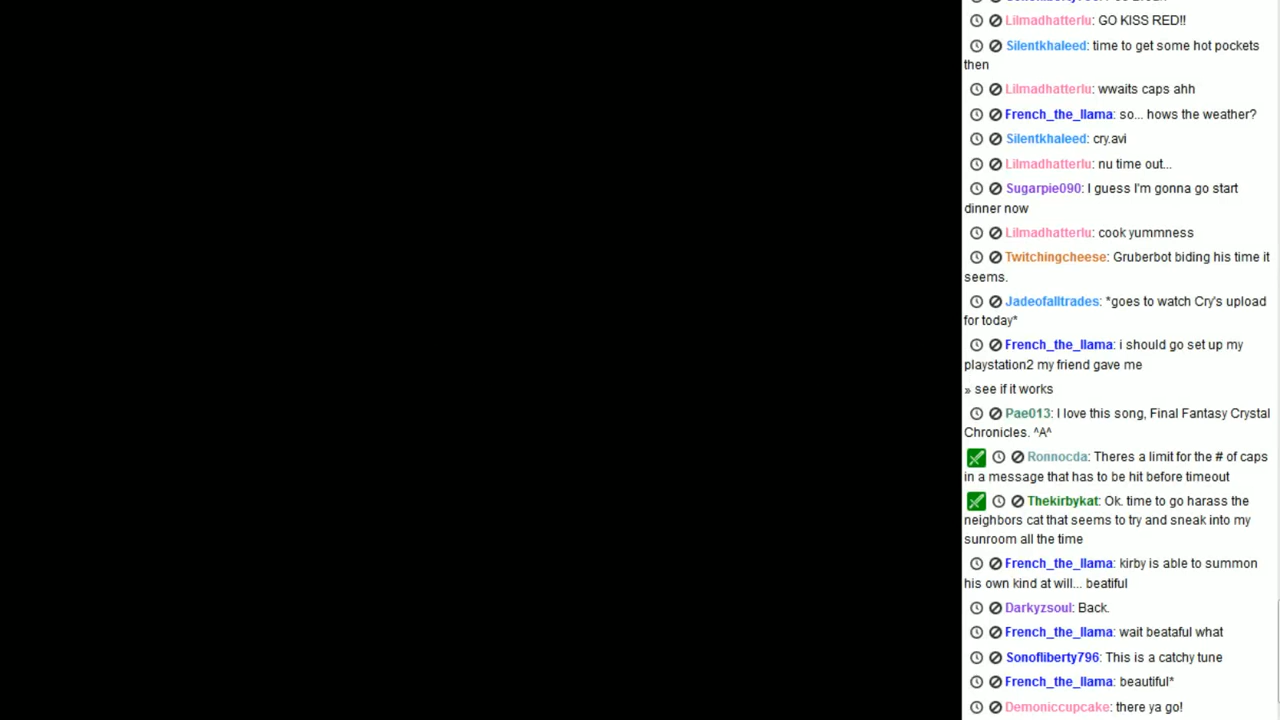 Lilmadhatterlu: GO KISS RED!!
Silentkhaleed: time to get some hot pockets
then
Lilmadhatterlu: wwaits caps ahh
French_the_llama: so... hows the weather?
Silentkhaleed: cry.avi
Lilmadhatterlu: nu time out...
Sugarpie090: I guess I'm gonna go start
dinner now
Lilmadhatterlu: cook yummness
Twitchingcheese: Gruberbot biding his time it
seems.
Jadeofalltrades: *goes to watch Cry's upload
for today*
French_the_llama: i should go set up my
playstation2 my friend gave me
» see if it works
Pae013: I love this song, Final Fantasy Crystal
Chronicles. ^A^
Ronnocda: Theres a limit for the # of caps
in a message that has to be hit before timeout
Thekirbykat: Ok. time to go harass the
neighbors cat that seems to try and sneak into my
sunroom all the time
French_the_llama: kirby is able to summon
his own kind at will... beatiful
Darkyzsoul: Back.
French_the_llama: wait beataful what
Sonofliberty796: This is a catchy tune
French_the_llama: beautiful*
Demoniccupcake: there ya go!